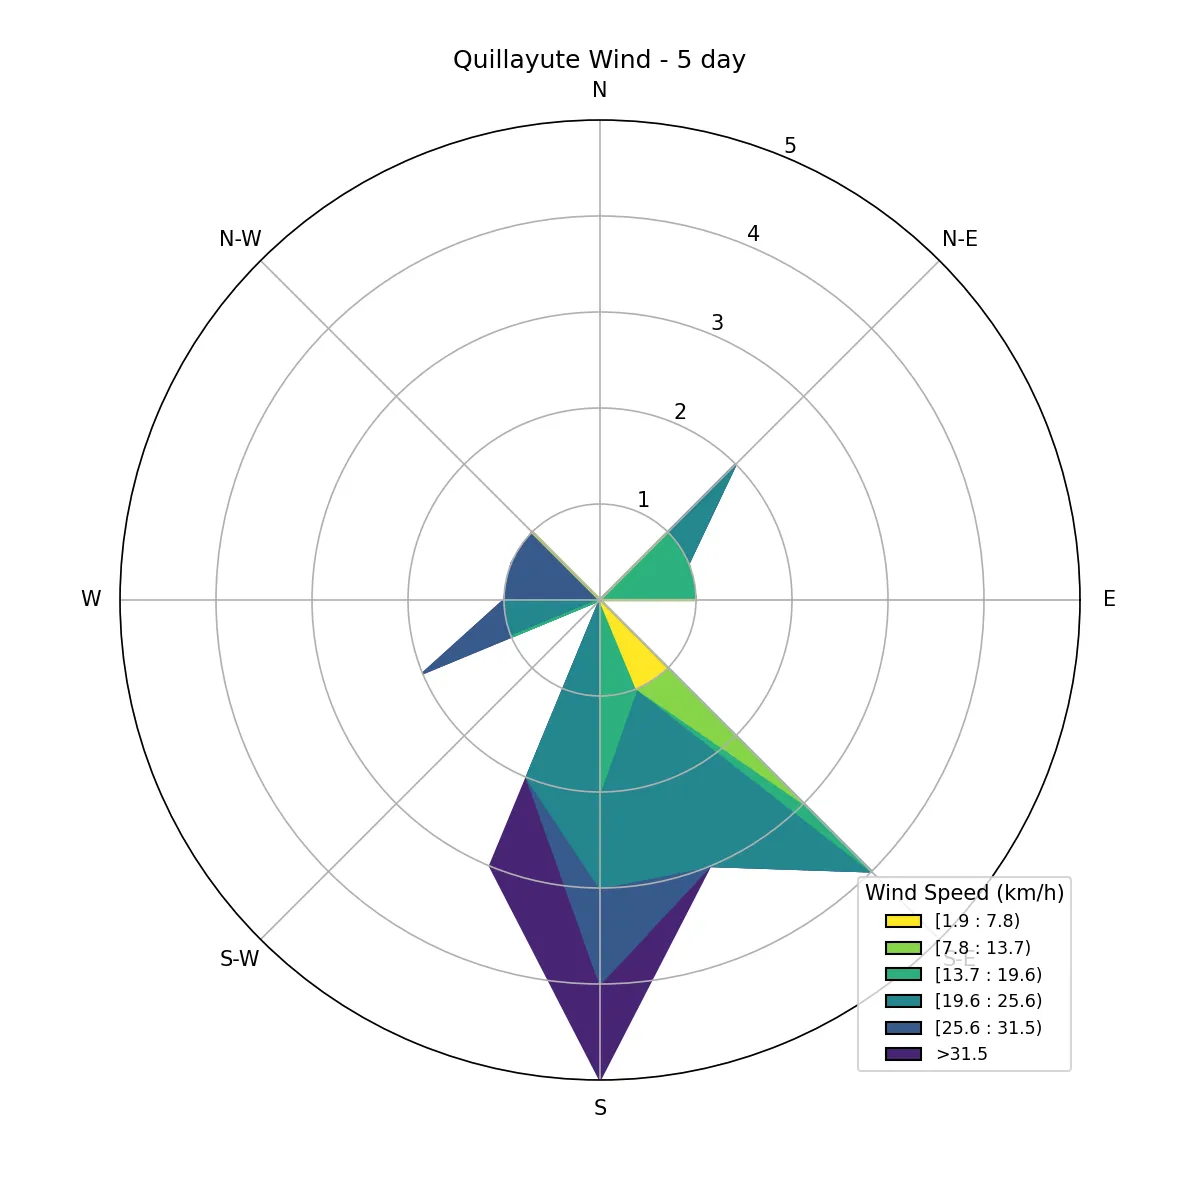 Quillayute Wind - 5 day
N
5
N-W
N-E
4
3
2
1
W
E
Wind Speed (km/h)
[1.9 : 7.8)
[7.8 : 13.7)
S-W
S-E
[13.7 : 19.6)
[19.6 : 25.6)
[25.6 : 31.5)
>31.5
S